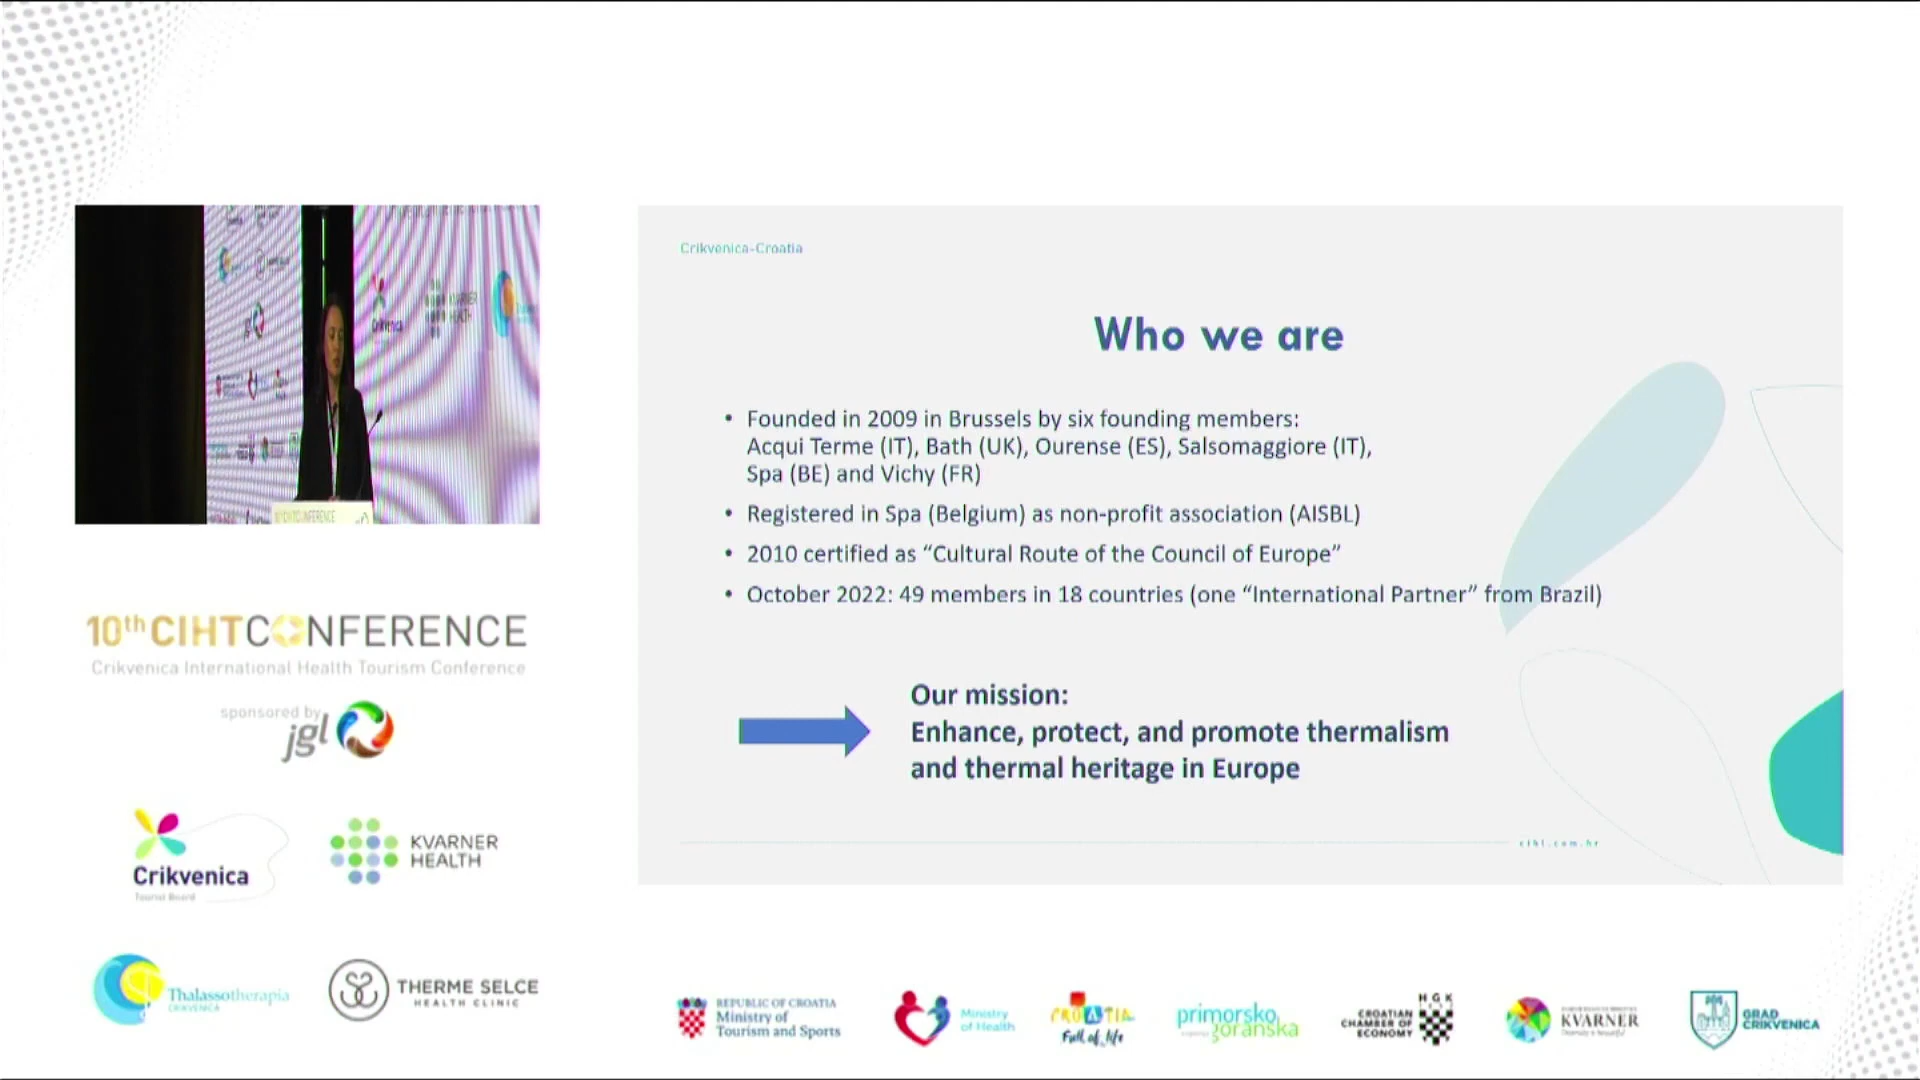 Crikvenica-Croatia
Who we are
• Founded in 2009 in Brussels by six founding members:
Acqui Terme (IT), Bath (UK), Ourense (ES), Salsomaggiore (IT),
Spa (BE) and Vichy (FR)
• Registered in Spa (Belgium) as non-profit association (AISBL)
• 2010 certified as “Cultural Route of the Council of Europe”
• October 2022: 49 members in 18 countries (one “International Partner” from Brazil)
Our mission:
Enhance, protect, and promote thermalism
and thermal heritage in Europe
Crikvenica
KVARNER
HEALTH
10th CIHT CONFERENCE
Crikvenica International Health Tourism Conference
sponsored by
jgl
Crikvenica
Tourist Board
KVARNER
HEALTH
Thalassotherapia
CRIKVENICA
THERME SELCE
HEALTH CLINIC
REPUBLIC OF CROATIA
Ministry of
Tourism and Sports
Ministry
of Health
CROATIA
Full of life
primorsko
goranska
HGK
CROATIAN
CHAMBER OF
ECONOMY
KVARNER
GRAD
CRIKVENICA